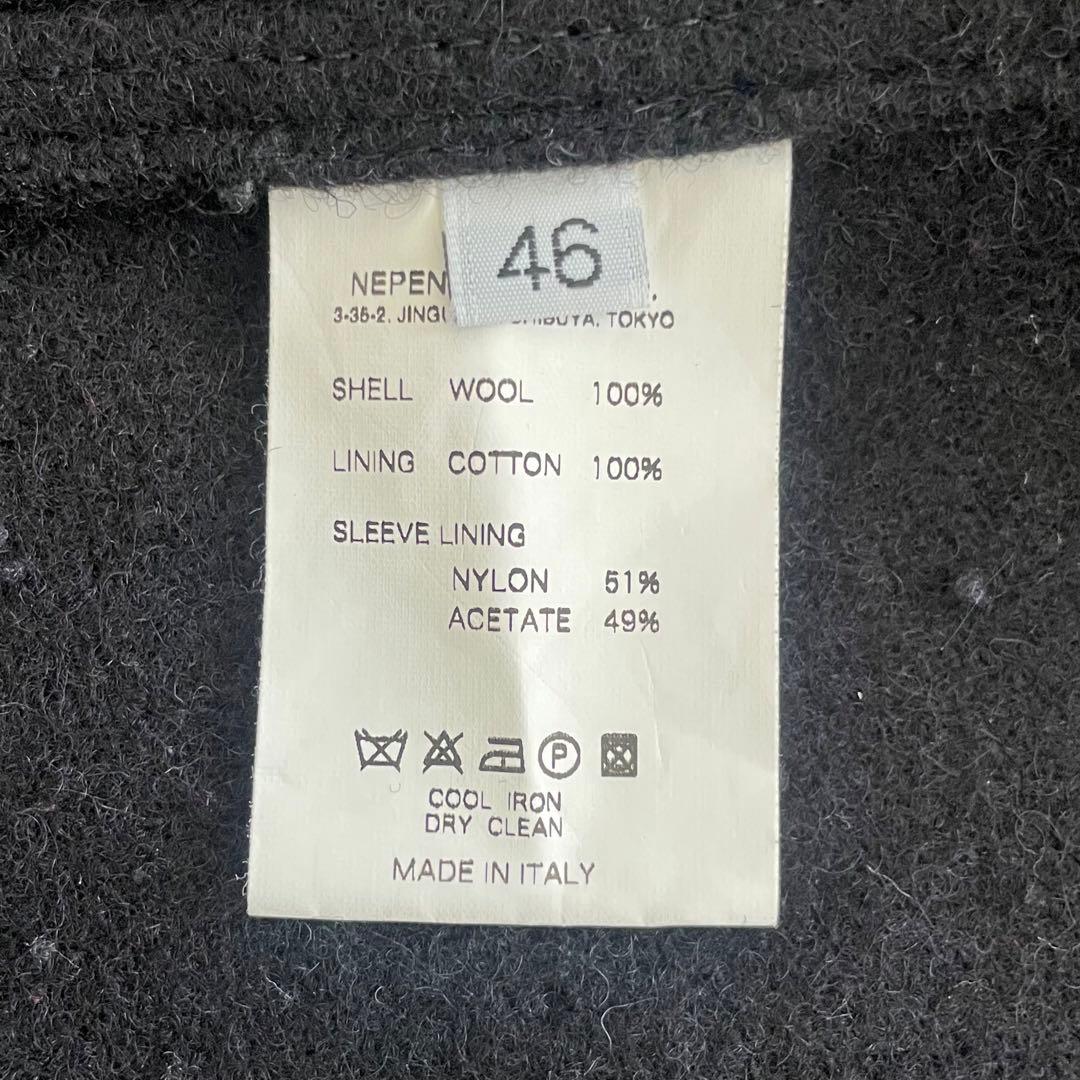 46
NEPEN
3-35-2, JINGU SHIBUYA, TOKYO
SHELL WOOL 100%
LINING COTTON 100%
SLEEVE LINING
NYLON 51%
ACETATE 49%
P
COOL IRON
DRY CLEAN
MADE IN ITALY